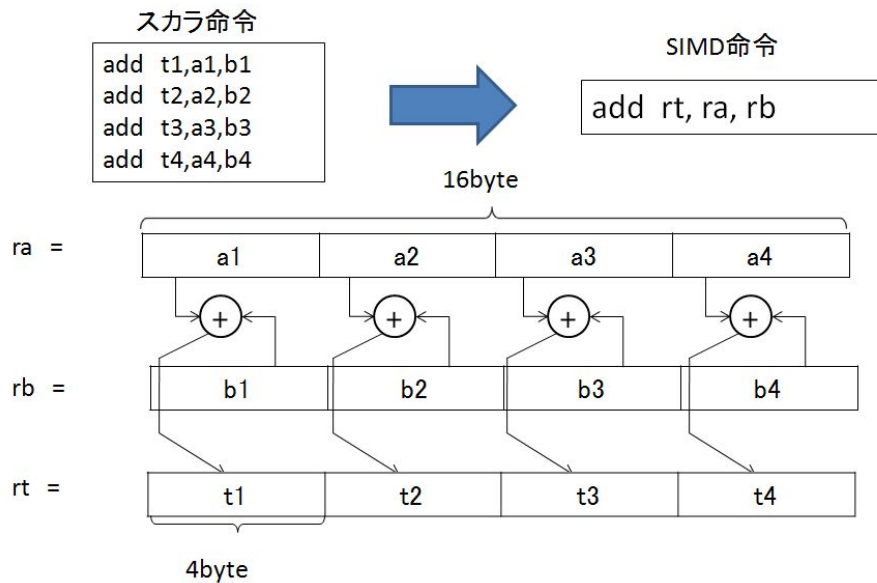 スカラ命令
add t1,a1,b1
add t2,a2,b2
add t3,a3,b3
add t4,a4,b4
SIMD命令
add rt, ra, rb
16byte
ra =
a1
a2
a3
a4
+
+
+
+
rb =
b1
b2
b3
b4
rt =
t1
t2
t3
t4
4byte